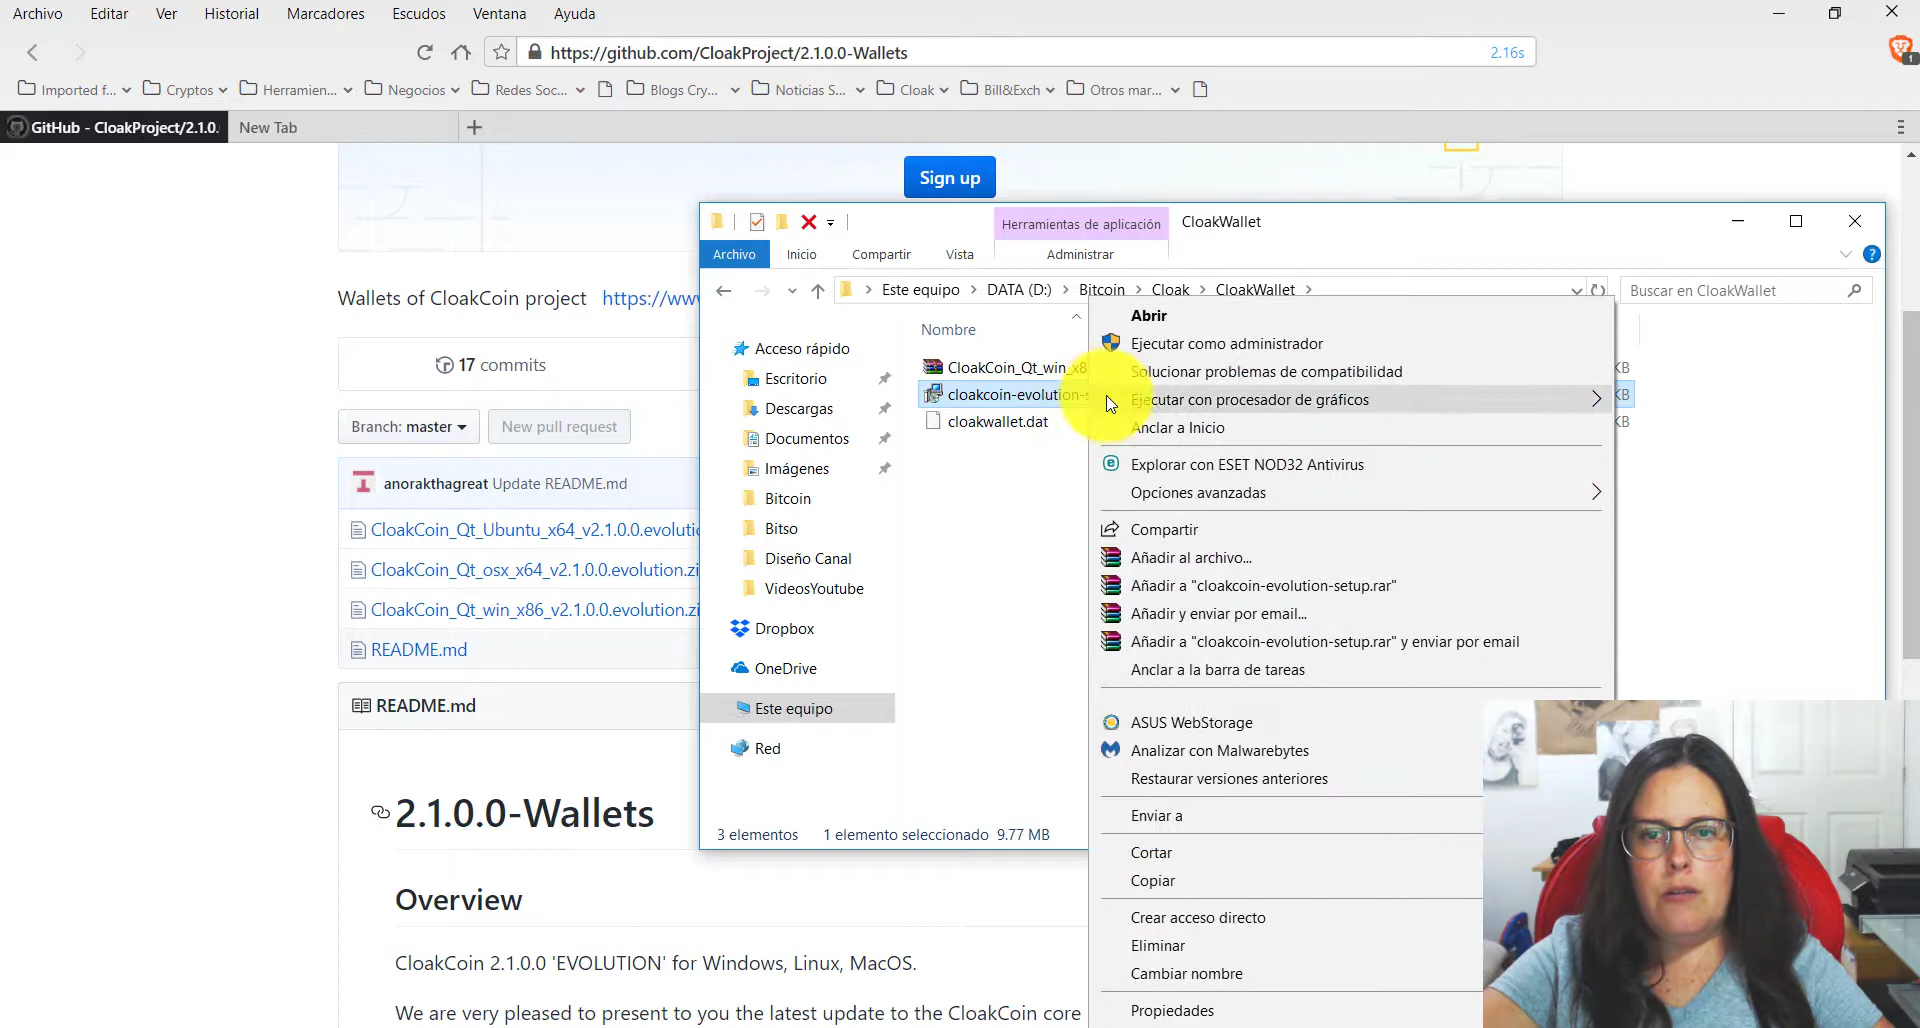 Archivo Editar Ver Historial Marcadores Escudos Ventana Ayuda
https://github.com/CloakProject/2.1.0.0-Wallets 2.16s
1
Imported f... Cryptos Herramien... Negocios Redes Soc... Blogs Cry... Noticias S... Cloak Bill&Exch Otros mar...
GitHub - CloakProject/2.1.0. New Tab
Sign up
Herramientas de aplicación CloakWallet
Archivo Inicio Compartir Vista Administrar
Este equipo DATA (D:) Bitcoin Cloak CloakWallet Buscar en CloakWallet
Wallets of CloakCoin project https://www
17 commits
Branch: master New pull request
anorakthagreat Update README.md
CloakCoin_Qt_Ubuntu_x64_v2.1.0.0.evolutio
CloakCoin_Qt_osx_x64_v2.1.0.0.evolution.zi
CloakCoin_Qt_win_x86_v2.1.0.0.evolution.zi
README.md
README.md
2.1.0.0-Wallets
Overview
CloakCoin 2.1.0.0 'EVOLUTION' for Windows, Linux, MacOS.
We are very pleased to present to you the latest update to the CloakCoin core
Acceso rápido
Escritorio
Descargas
Documentos
Imágenes
Bitcoin
Bitso
Diseño Canal
VideosYoutube
Dropbox
OneDrive
Este equipo
Red
3 elementos 1 elemento seleccionado 9.77 MB
Nombre
CloakCoin_Qt_win_x8 KB
cloakcoin-evolution-s KB
cloakwallet.dat KB
Abrir
Ejecutar como administrador
Solucionar problemas de compatibilidad
Ejecutar con procesador de gráficos
Anclar a Inicio
Explorar con ESET NOD32 Antivirus
Opciones avanzadas
Compartir
Añadir al archivo...
Añadir a "cloakcoin-evolution-setup.rar"
Añadir y enviar por email...
Añadir a "cloakcoin-evolution-setup.rar" y enviar por email
Anclar a la barra de tareas
ASUS WebStorage
Analizar con Malwarebytes
Restaurar versiones anteriores
Enviar a
Cortar
Copiar
Crear acceso directo
Eliminar
Cambiar nombre
Propiedades